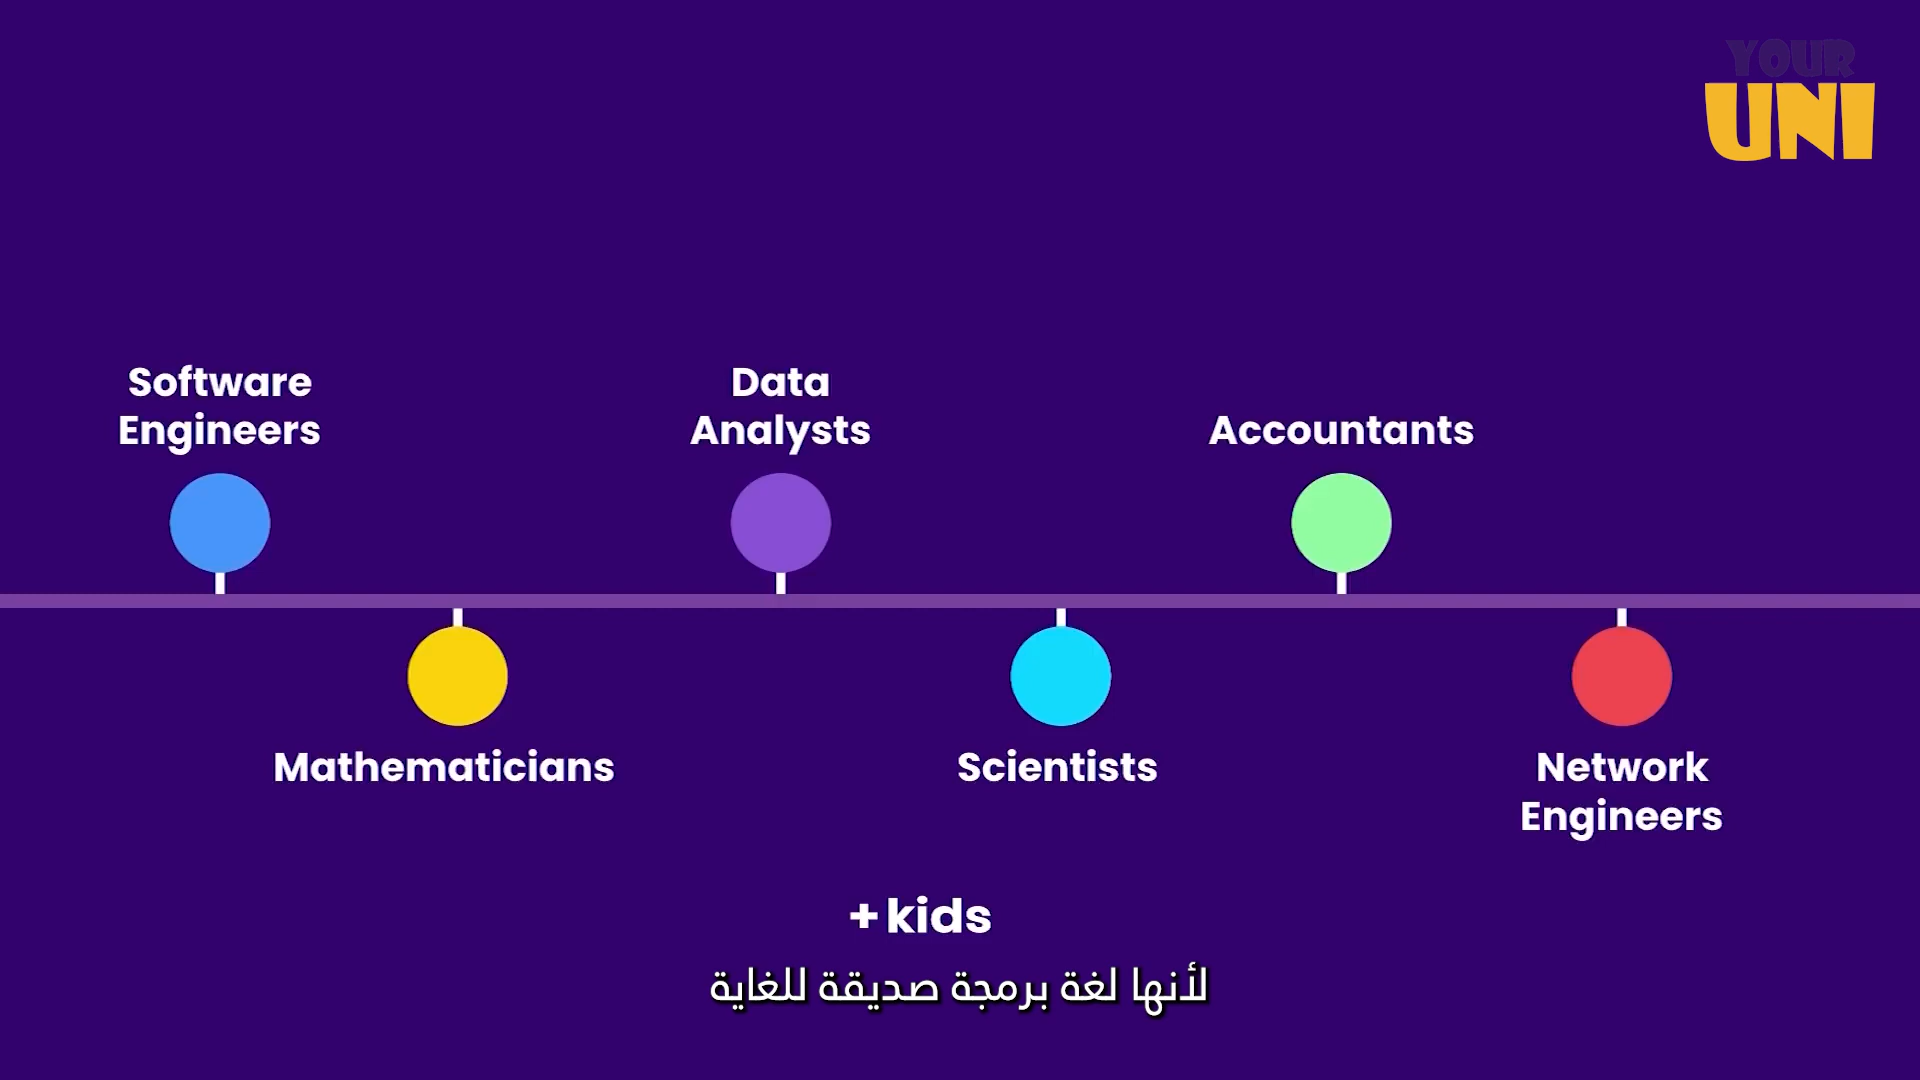 YOUR
UNI
Software
Engineers
Data
Analysts
Accountants
Mathematicians
Scientists
Network
Engineers
+kids
لأنها لغة برمجة صديقة للغاية